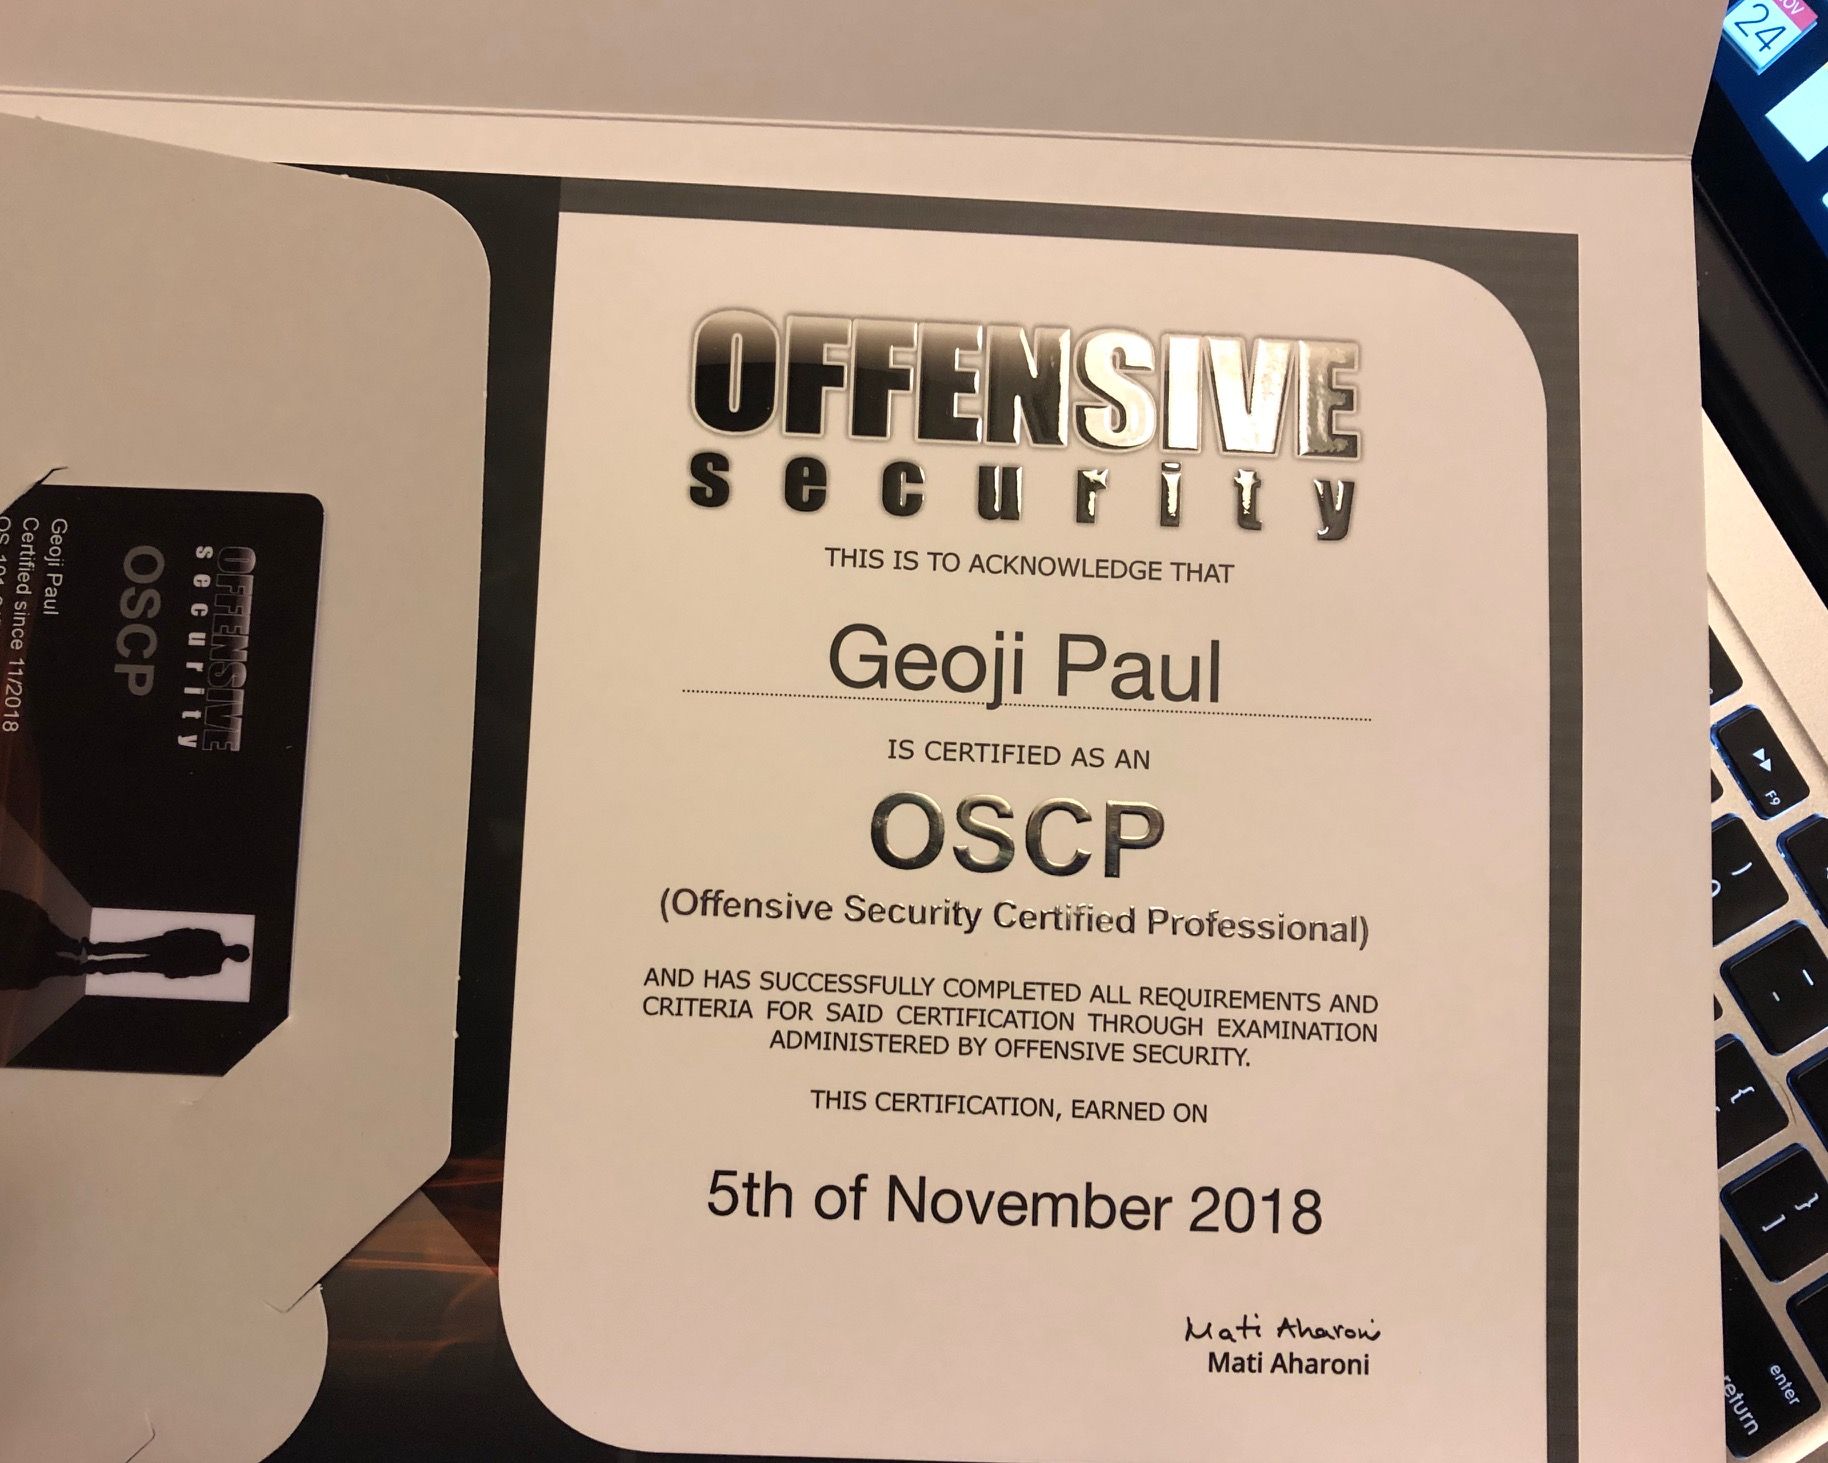 OFFENSIVE
security
THIS IS TO ACKNOWLEDGE THAT
Geoji Paul
IS CERTIFIED AS AN
OSCP
(Offensive Security Certified Professional)
AND HAS SUCCESSFULLY COMPLETED ALL REQUIREMENTS AND
CRITERIA FOR SAID CERTIFICATION THROUGH EXAMINATION
ADMINISTERED BY OFFENSIVE SECURITY.
THIS CERTIFICATION, EARNED ON
5th of November 2018
Mati Aharoni
Mati Aharoni
OFFENSIVE
security
OSCP
Geoji Paul
Certified since 11/2018
24
F9
enter
return